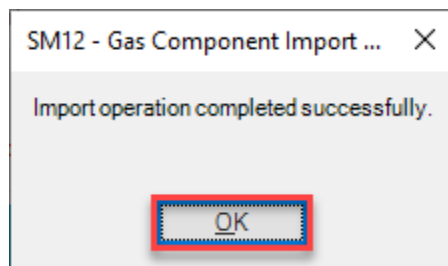 SM12 - Gas Component Import ...
Import operation completed successfully.
OK